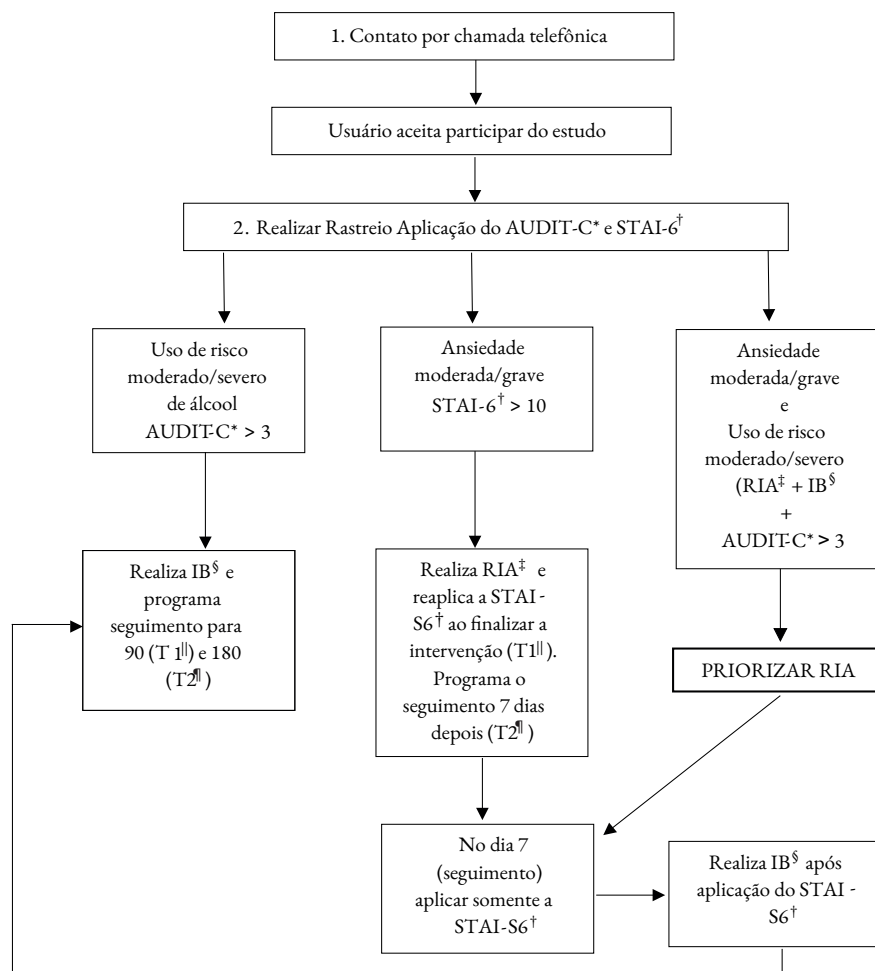 1. Contato por chamada telefônica
Usuário aceita participar do estudo
2. Realizar Rastreio Aplicação do AUDIT-C* e STAI-6†
Uso de risco
moderado/severo
de álcool
AUDIT-C* > 3
Ansiedade
moderada/grave
STAI-6† > 10
Ansiedade
moderada/grave
e
Uso de risco
moderado/severo
(RIA‡ + IB§
+
AUDIT-C* > 3
Realiza IB§ e
programa
seguimento para
90 (T 1||) e 180
(T2¶ )
Realiza RIA‡ e
reaplica a STAI -
S6† ao finalizar a
intervenção (T1||).
Programa o
seguimento 7 dias
depois (T2¶ )
PRIORIZAR RIA
No dia 7
(seguimento)
aplicar somente a
STAI-S6†
Realiza IB§ após
aplicação do STAI -
S6†